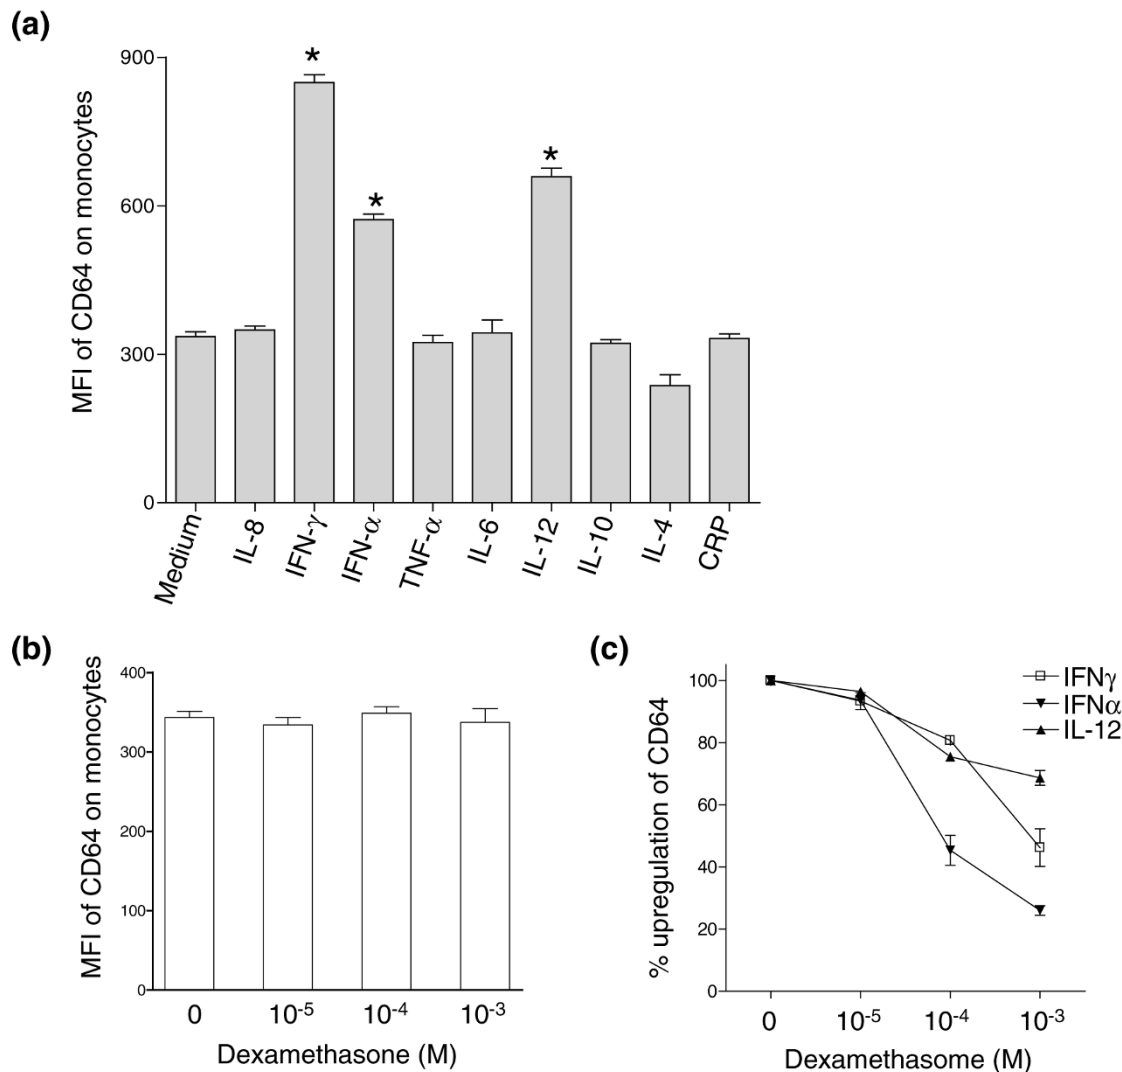 (a)
MFI of CD64 on monocytes
900
600
300
0
*
*
*
Medium
IL-8
IFN-γ
IFN-α
TNF-α
IL-6
IL-12
IL-10
IL-4
CRP
(b)
MFI of CD64 on monocytes
400
300
200
100
0
0
10⁻⁵
10⁻⁴
10⁻³
Dexamethasone (M)
(c)
% upregulation of CD64
100
80
60
40
20
0
IFNγ
IFNα
IL-12
0
10⁻⁵
10⁻⁴
10⁻³
Dexamethasome (M)